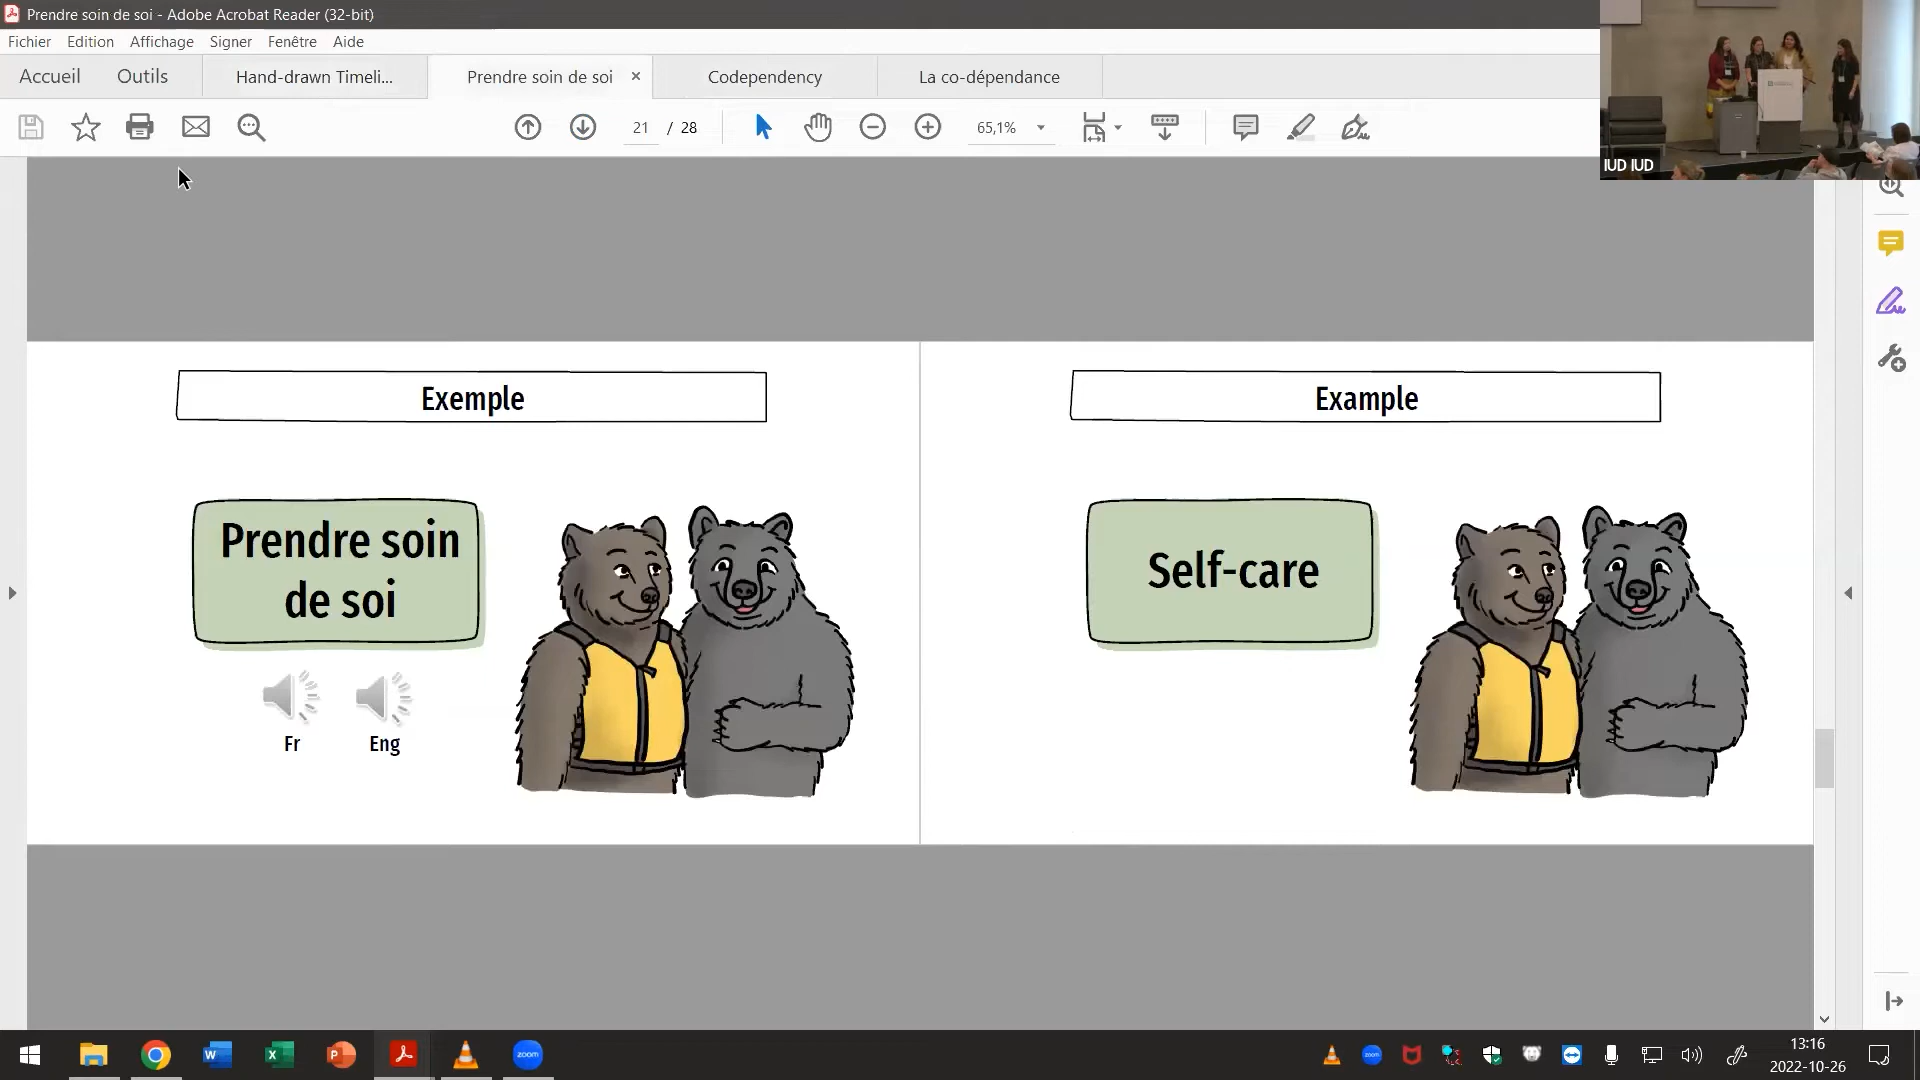 Prendre soin de soi - Adobe Acrobat Reader (32-bit)
Fichier Edition Affichage Signer Fenêtre Aide
Accueil Outils Hand-drawn Timeli... Prendre soin de soi × Codependency La co-dépendance
21 / 28 65,1%
IUD IUD
Exemple
Prendre soin
de soi
Fr Eng
Example
Self-care
zoom
13:16
2022-10-26